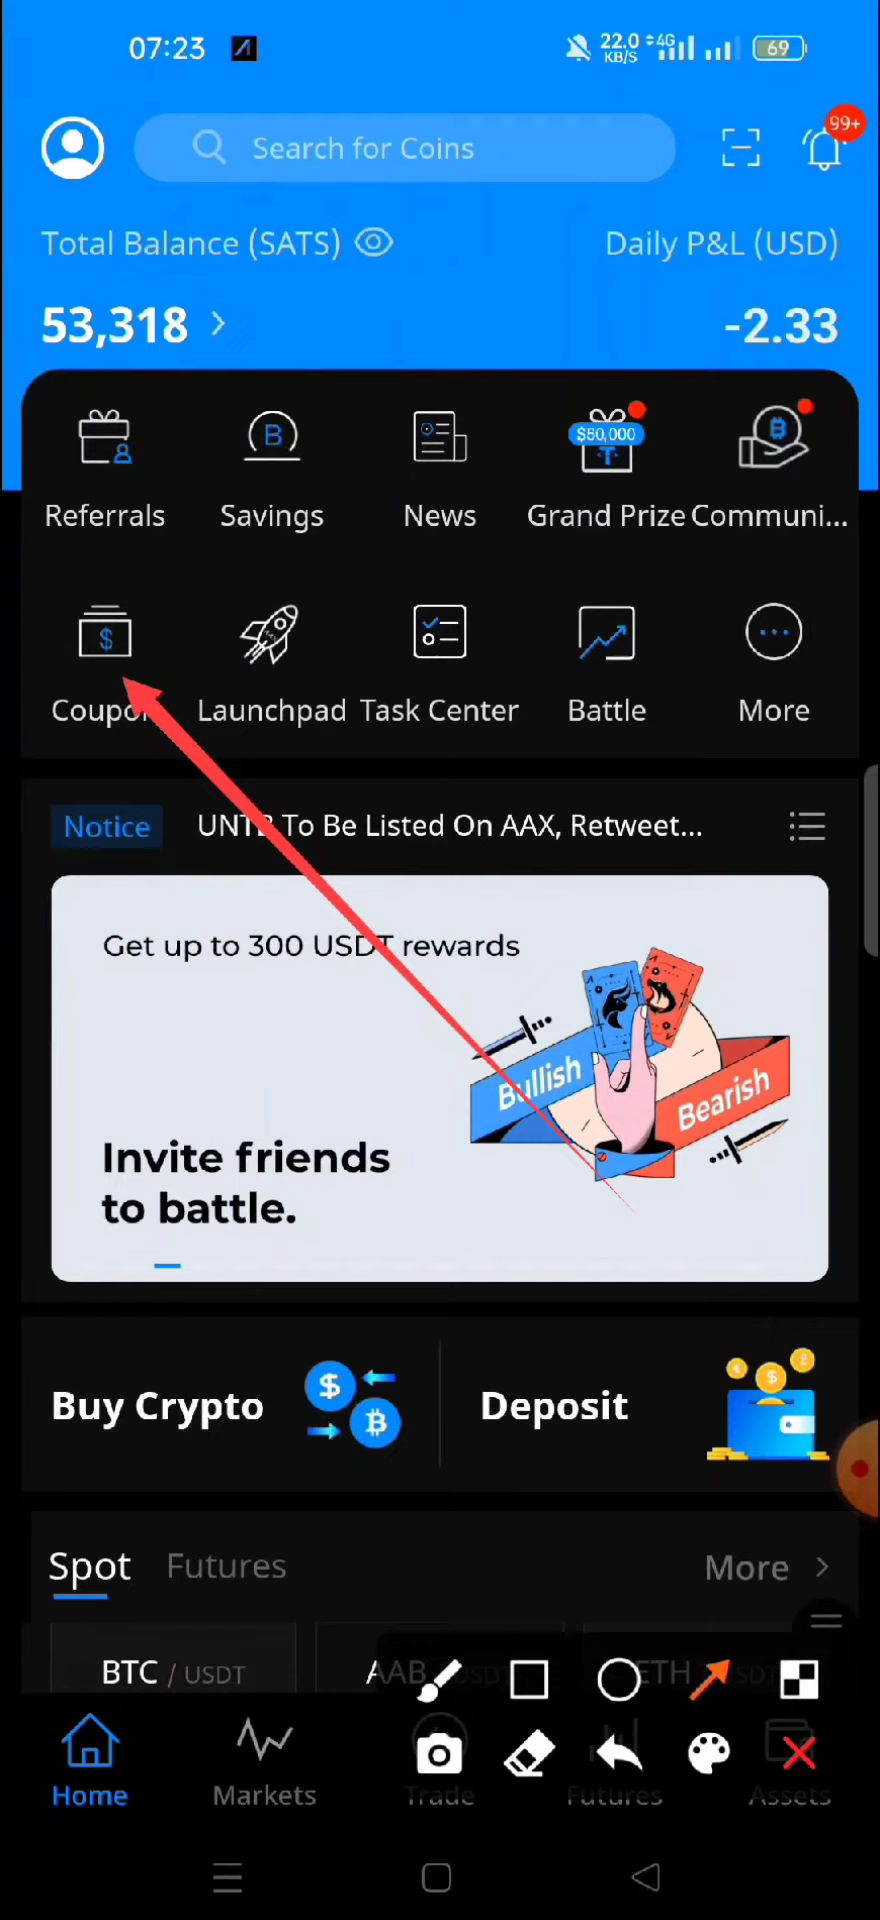 07:23
22.0
KB/S
4G
69
Search for Coins
99+
Total Balance (SATS)
Daily P&L (USD)
53,318
-2.33
$50,000
Referrals
Savings
News
Grand Prize
Communi...
Coupon
Launchpad
Task Center
Battle
More
Notice
UNTB To Be Listed On AAX, Retweet...
Get up to 300 USDT rewards
Bullish
Bearish
Invite friends
to battle.
Buy Crypto
Deposit
Spot
Futures
More
BTC / USDT
AAB
ETH
Home
Markets
Trade
Futures
Assets